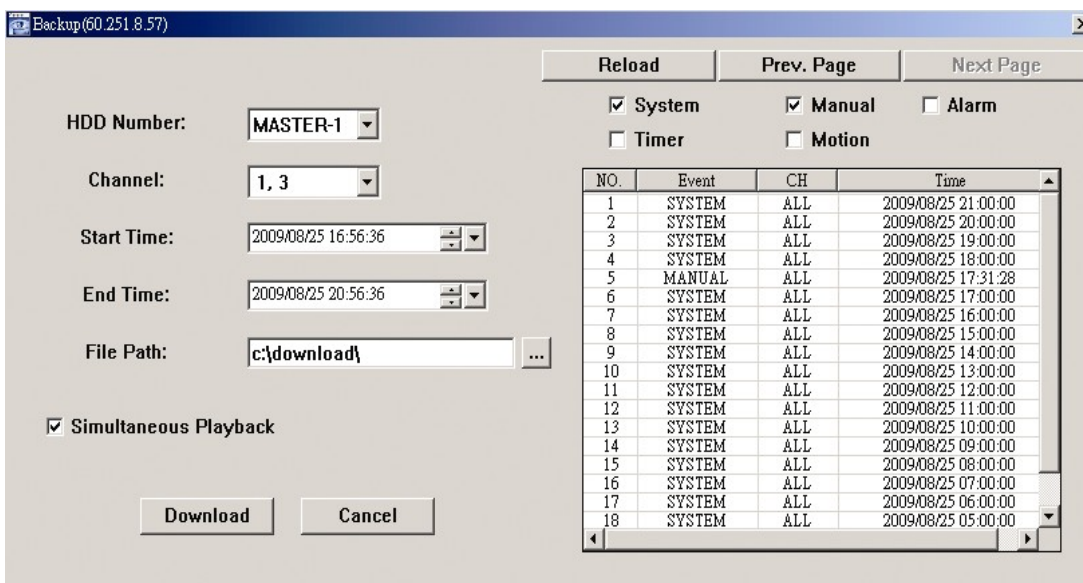 Backup(60.251.8.57)
Reload Prev. Page Next Page
System Manual Alarm
Timer Motion
HDD Number: MASTER-1
Channel: 1, 3
Start Time: 2009/08/25 16:56:36
End Time: 2009/08/25 20:56:36
File Path: c:\download\ ...
Simultaneous Playback
Download Cancel
NO. Event CH Time
1 SYSTEM ALL 2009/08/25 21:00:00
2 SYSTEM ALL 2009/08/25 20:00:00
3 SYSTEM ALL 2009/08/25 19:00:00
4 SYSTEM ALL 2009/08/25 18:00:00
5 MANUAL ALL 2009/08/25 17:31:28
6 SYSTEM ALL 2009/08/25 17:00:00
7 SYSTEM ALL 2009/08/25 16:00:00
8 SYSTEM ALL 2009/08/25 15:00:00
9 SYSTEM ALL 2009/08/25 14:00:00
10 SYSTEM ALL 2009/08/25 13:00:00
11 SYSTEM ALL 2009/08/25 12:00:00
12 SYSTEM ALL 2009/08/25 11:00:00
13 SYSTEM ALL 2009/08/25 10:00:00
14 SYSTEM ALL 2009/08/25 09:00:00
15 SYSTEM ALL 2009/08/25 08:00:00
16 SYSTEM ALL 2009/08/25 07:00:00
17 SYSTEM ALL 2009/08/25 06:00:00
18 SYSTEM ALL 2009/08/25 05:00:00